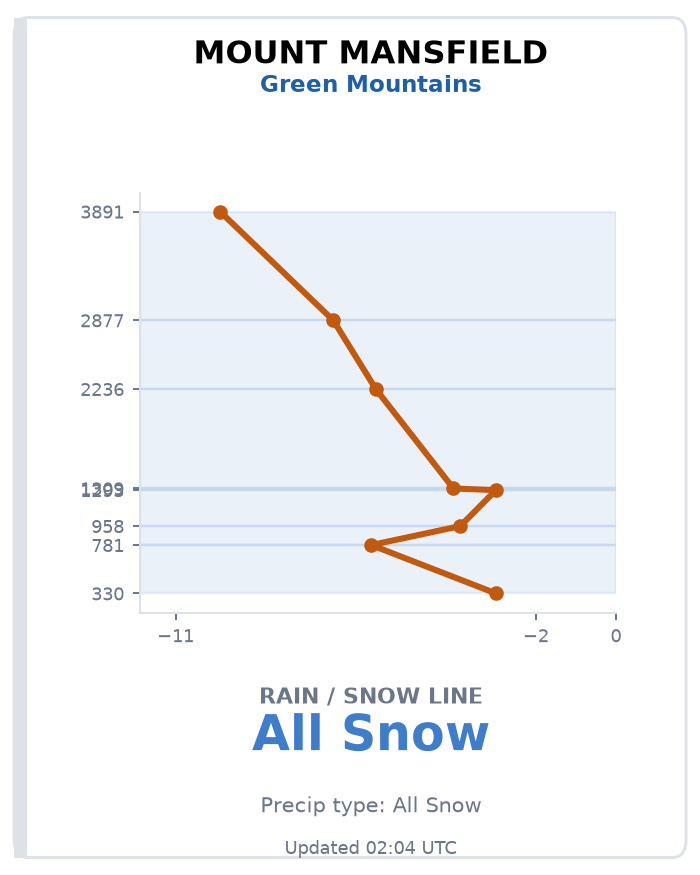 MOUNT MANSFIELD
Green Mountains
3891
2877
2236
958
781
330
−11
−2
0
RAIN / SNOW LINE
All Snow
Precip type: All Snow
Updated 02:04 UTC